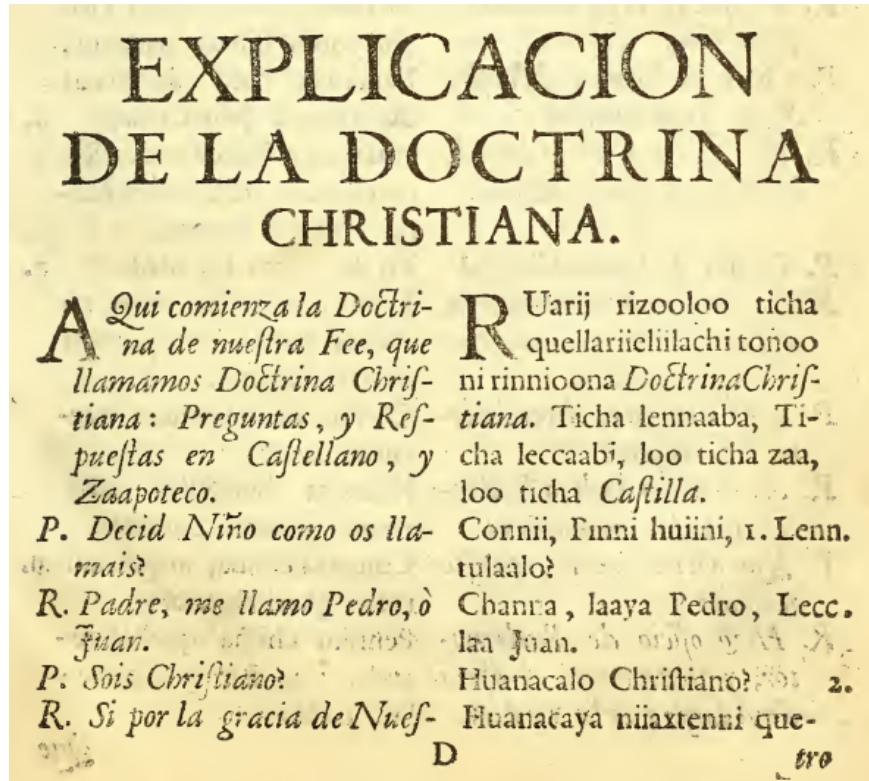 EXPLICACION
DE LA DOCTRINA
CHRISTIANA.
AQui comienza la Doctri-
na de nueſtra Fee, que
llamamos Doctrina Chriſ-
tiana: Preguntas, y Reſ-
pueſtas en Caſtellano, y
Zaapoteco.
P. Decid Niño como os lla-
mais?
R. Padre, me llamo Pedro, ò
Juan.
P. Sois Chriſtiano?
R. Si por la gracia de Nueſ-
RUarij rizooloo ticha
quellariicliilachi tonoo
ni rinnioona Doctrina Chriſ-
tiana. Ticha lennaaba, Ti-
cha leccaabi, loo ticha zaa,
loo ticha Caſtilla.
Connii, Pinni huiini, 1. Lenn.
tulaalo?
Channa, laaya Pedro, Lecc.
laa Juan.
Huanacalo Chriſtiano? 2.
Huanacaya niiaxtenni que-
D
tro